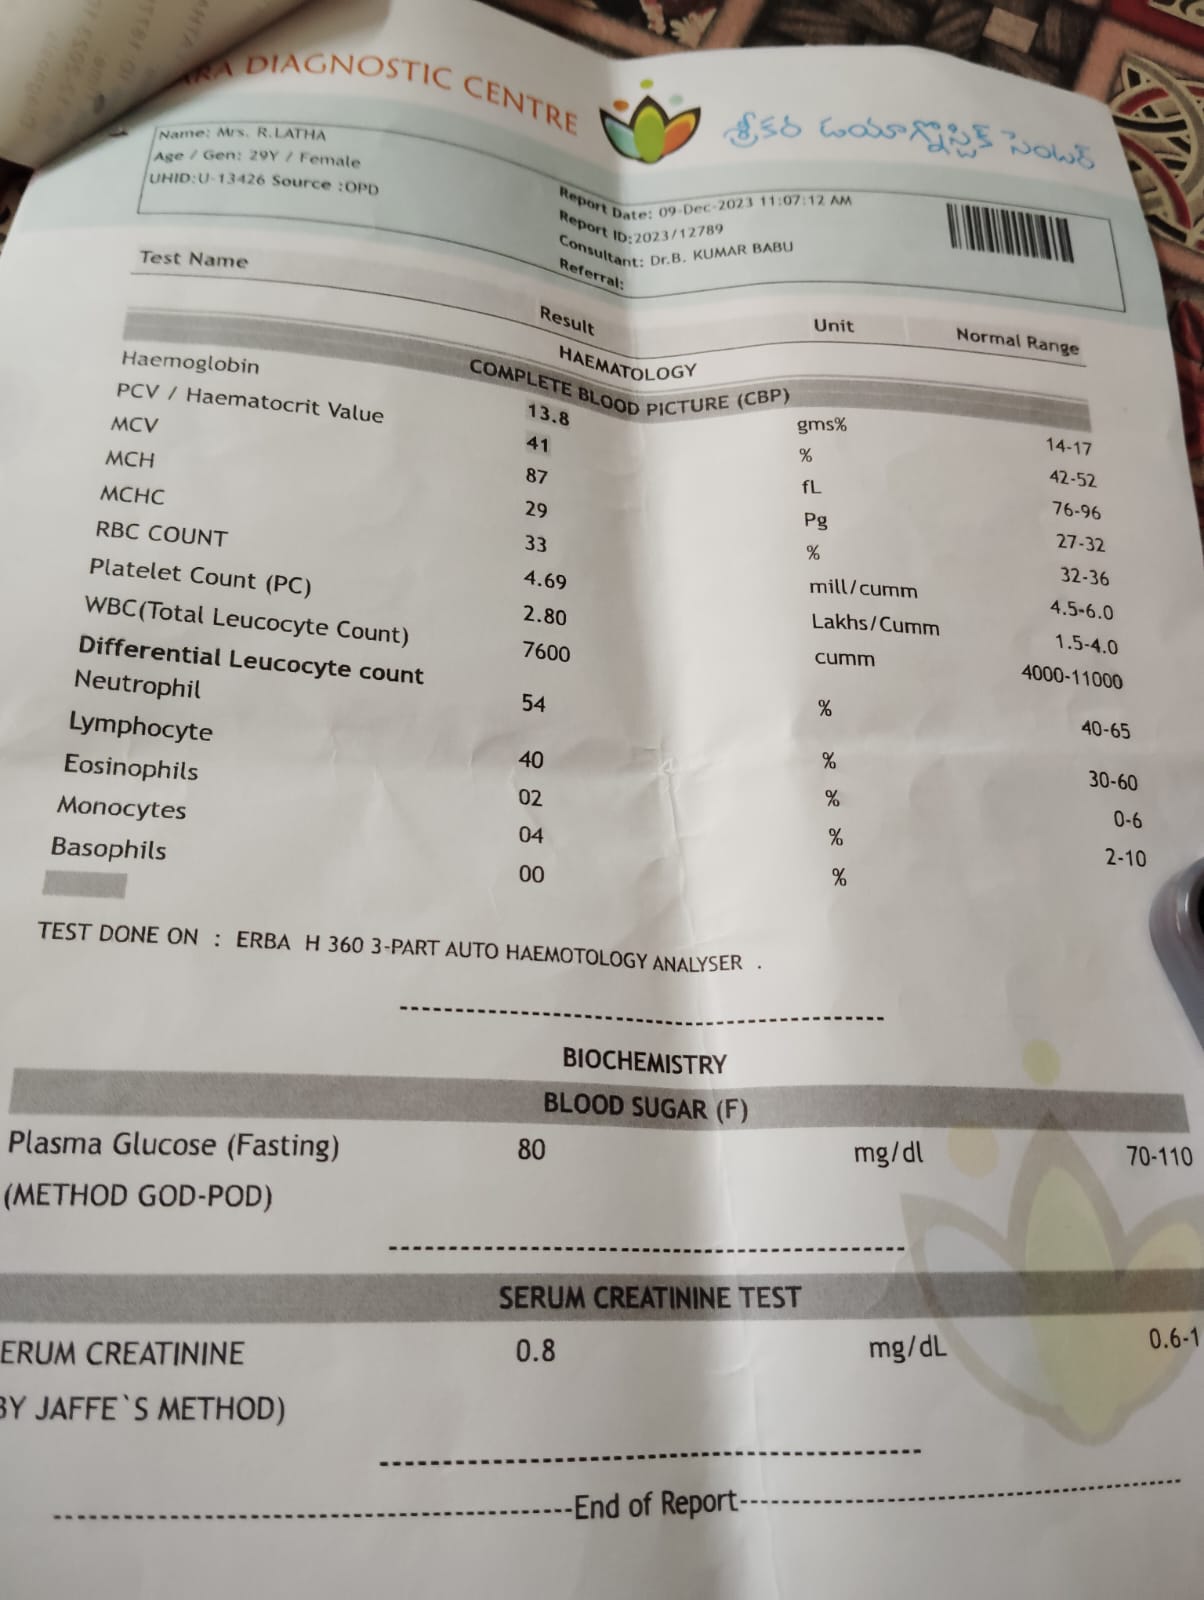 ARA DIAGNOSTIC CENTRE
శ్రీకర డయాగ్నొస్టిక్ సెంటర్
Name: Mrs. R.LATHA
Age / Gen: 29Y / Female
UHID:U-13426 Source :OPD
Report Date: 09-Dec-2023 11:07:12 AM
Report ID:2023/12789
Consultant: Dr.B. KUMAR BABU
Referral:
Test Name Result Unit Normal Range
HAEMATOLOGY
COMPLETE BLOOD PICTURE (CBP)
Haemoglobin 13.8 gms% 14-17
PCV / Haematocrit Value 41 % 42-52
MCV 87 fL 76-96
MCH 29 Pg 27-32
MCHC 33 % 32-36
RBC COUNT 4.69 mill/cumm 4.5-6.0
Platelet Count (PC) 2.80 Lakhs/Cumm 1.5-4.0
WBC(Total Leucocyte Count) 7600 cumm 4000-11000
Differential Leucocyte count
Neutrophil 54 % 40-65
Lymphocyte 40 % 30-60
Eosinophils 02 % 0-6
Monocytes 04 % 2-10
Basophils 00 %
TEST DONE ON : ERBA H 360 3-PART AUTO HAEMOTOLOGY ANALYSER .
BIOCHEMISTRY
BLOOD SUGAR (F)
Plasma Glucose (Fasting) 80 mg/dl 70-110
(METHOD GOD-POD)
SERUM CREATININE TEST
ERUM CREATININE 0.8 mg/dL 0.6-1
BY JAFFE`S METHOD)
End of Report